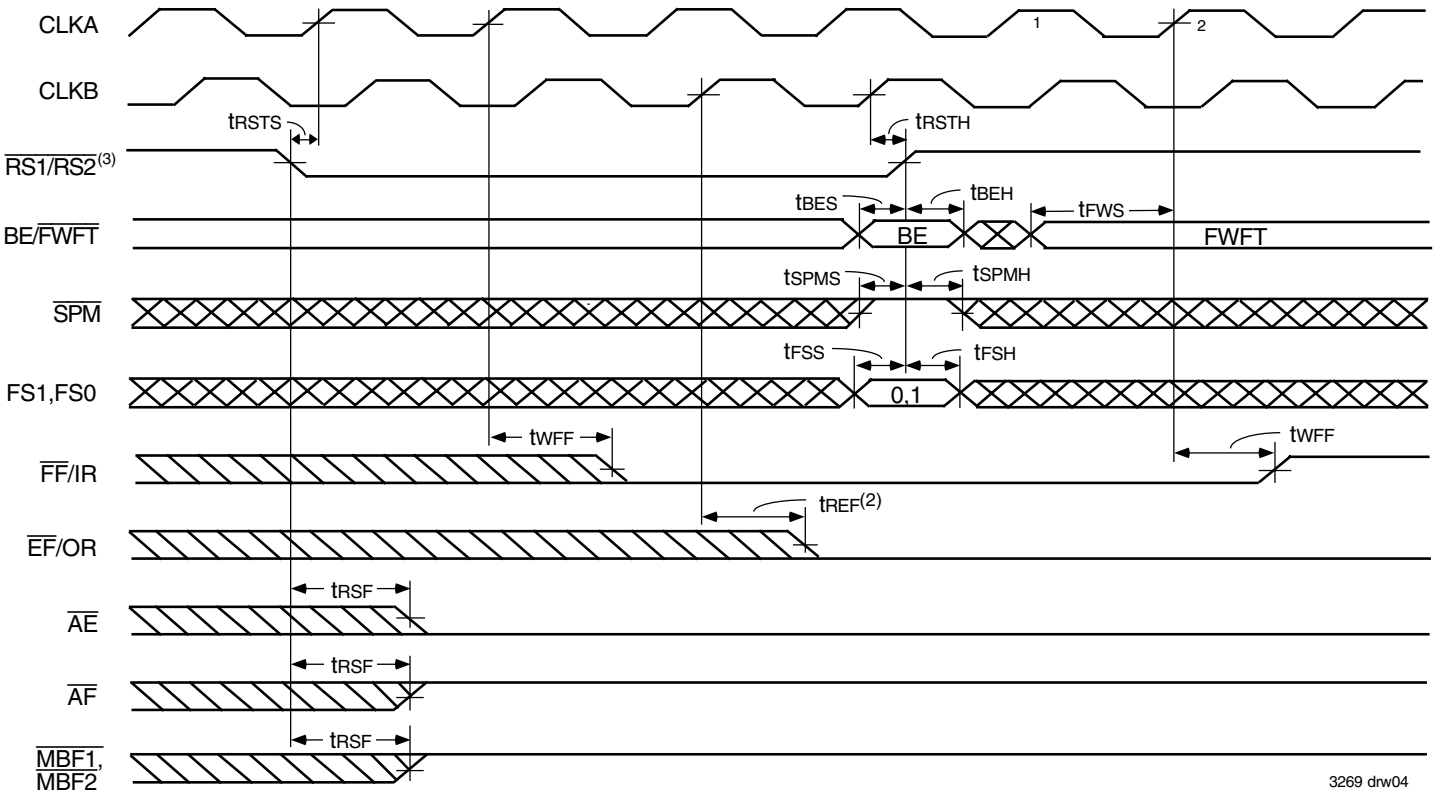 CLKA
1
2
CLKB
tRSTS
tRSTH
RS1/RS2(3)
tBES
tBEH
tFWS
BE/FWFT
BE
FWFT
tSPMS
tSPMH
SPM
tFSS
tFSH
FS1,FS0
0,1
tWFF
tWFF
FF/IR
tREF(2)
EF/OR
tRSF
AE
tRSF
AF
tRSF
MBF1,
MBF2
3269 drw04